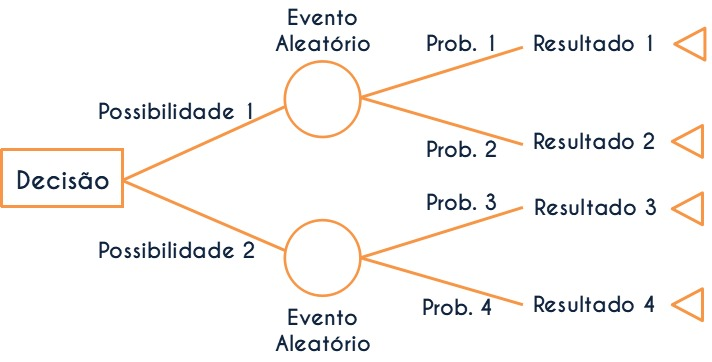 Evento
Aleatório
Prob. 1
Resultado 1
Possibilidade 1
Prob. 2
Resultado 2
Decisão
Prob. 3
Resultado 3
Possibilidade 2
Prob. 4
Resultado 4
Evento
Aleatório